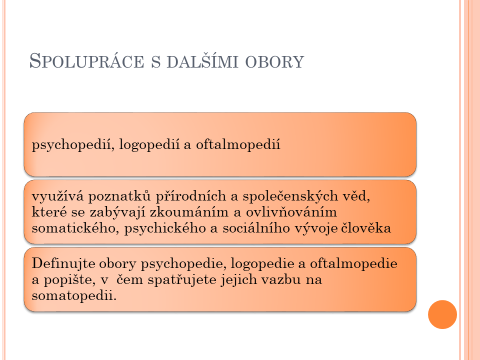 Spolupráce s dalšími obory
psychopedií, logopedií a oftalmopedií
využívá poznatků přírodních a společenských věd,
které se zabývají zkoumáním a ovlivňováním
somatického, psychického a sociálního vývoje člověka
Definujte obory psychopedie, logopedie a oftalmopedie
a popište, v čem spatřujete jejich vazbu na
somatopedii.